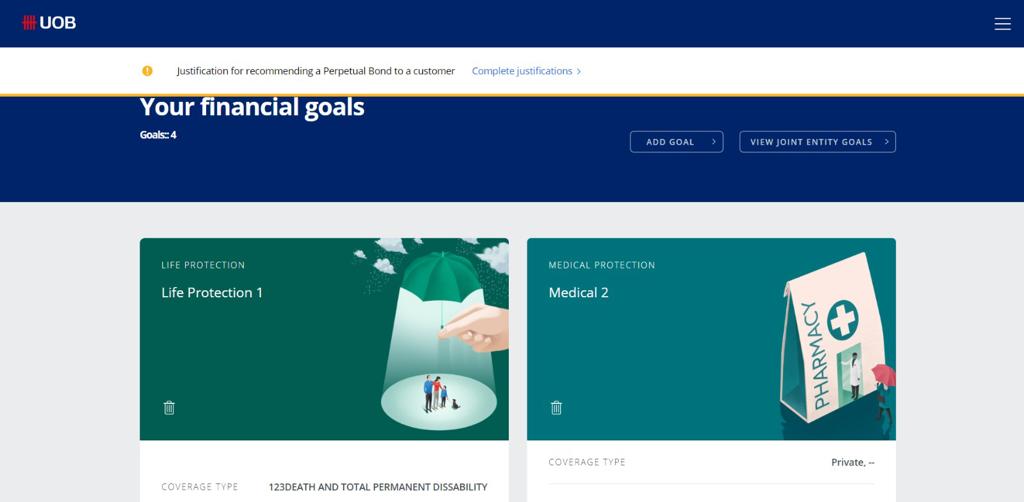 UOB
Justification for recommending a Perpetual Bond to a customer Complete justifications >
Your financial goals
Goals:: 4
ADD GOAL >
VIEW JOINT ENTITY GOALS >
LIFE PROTECTION
Life Protection 1
MEDICAL PROTECTION
Medical 2
PHARMACY
COVERAGE TYPE 123DEATH AND TOTAL PERMANENT DISSABILITY
COVERAGE TYPE Private, --